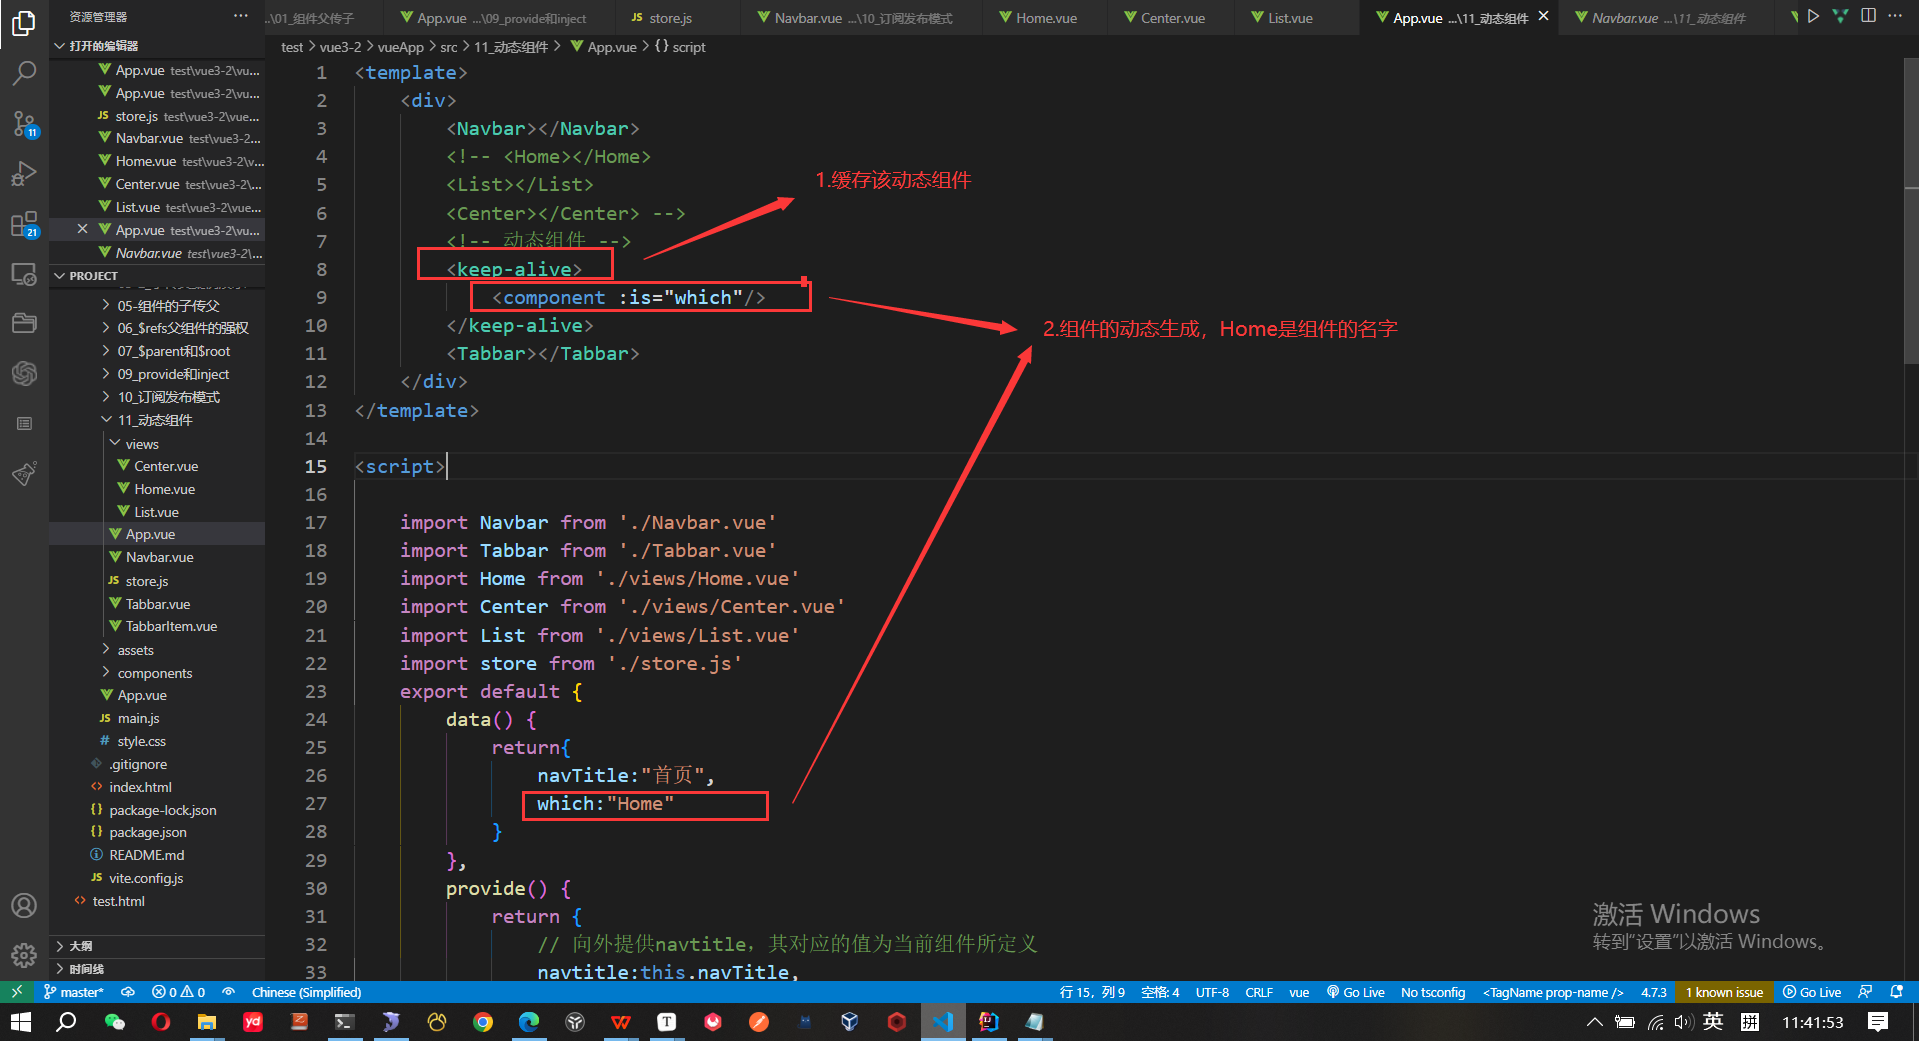 资源管理器
···
..\01_组件父传子
App.vue ...\09_provide和inject
JS store.js
Navbar.vue ...\10_订阅发布模式
Home.vue
Center.vue
List.vue
App.vue ...\11_动态组件
Navbar.vue ...\11_动态组件
···
打开的编辑器
App.vue test\vue3-2\vu...
App.vue test\vue3-2\vu...
JS store.js test\vue3-2\vue...
Navbar.vue test\vue3-2...
Home.vue test\vue3-2\v...
Center.vue test\vue3-2\...
List.vue test\vue3-2\vue...
App.vue test\vue3-2\vu...
Navbar.vue test\vue3-2\...
11
21
PROJECT
05-组件的子传父
06_$refs父组件的强权
07_$parent和$root
09_provide和inject
10_订阅发布模式
11_动态组件
views
Center.vue
Home.vue
List.vue
App.vue
Navbar.vue
JS store.js
Tabbar.vue
TabbarItem.vue
assets
components
App.vue
JS main.js
# style.css
.gitignore
<> index.html
{} package-lock.json
{} package.json
README.md
JS vite.config.js
<> test.html
大纲
时间线
test > vue3-2 > vueApp > src > 11_动态组件 > App.vue > {} script
1 <template>
2 <div>
3 <Navbar></Navbar>
4 <!-- <Home></Home>
5 <List></List>
6 <Center></Center> -->
7 <!-- 动态组件 -->
8 <keep-alive>
9 <component :is="which"/>
10 </keep-alive>
11 <Tabbar></Tabbar>
12 </div>
13 </template>
14
15 <script>
16
17 import Navbar from './Navbar.vue'
18 import Tabbar from './Tabbar.vue'
19 import Home from './views/Home.vue'
20 import Center from './views/Center.vue'
21 import List from './views/List.vue'
22 import store from './store.js'
23 export default {
24 data() {
25 return{
26 navTitle:"首页",
27 which:"Home"
28 }
29 },
30 provide() {
31 return {
32 // 向外提供navtitle，其对应的值为当前组件所定义
33 navtitle:this.navTitle,
1.缓存该动态组件
2.组件的动态生成，Home是组件的名字
激活 Windows
转到“设置”以激活 Windows。
master* 0 0 Chinese (Simplified)
行 15，列 9 空格: 4 UTF-8 CRLF vue Go Live No tsconfig <TagName prop-name /> 4.7.3 1 known issue Go Live
yd
W
T
英
拼
11:41:53